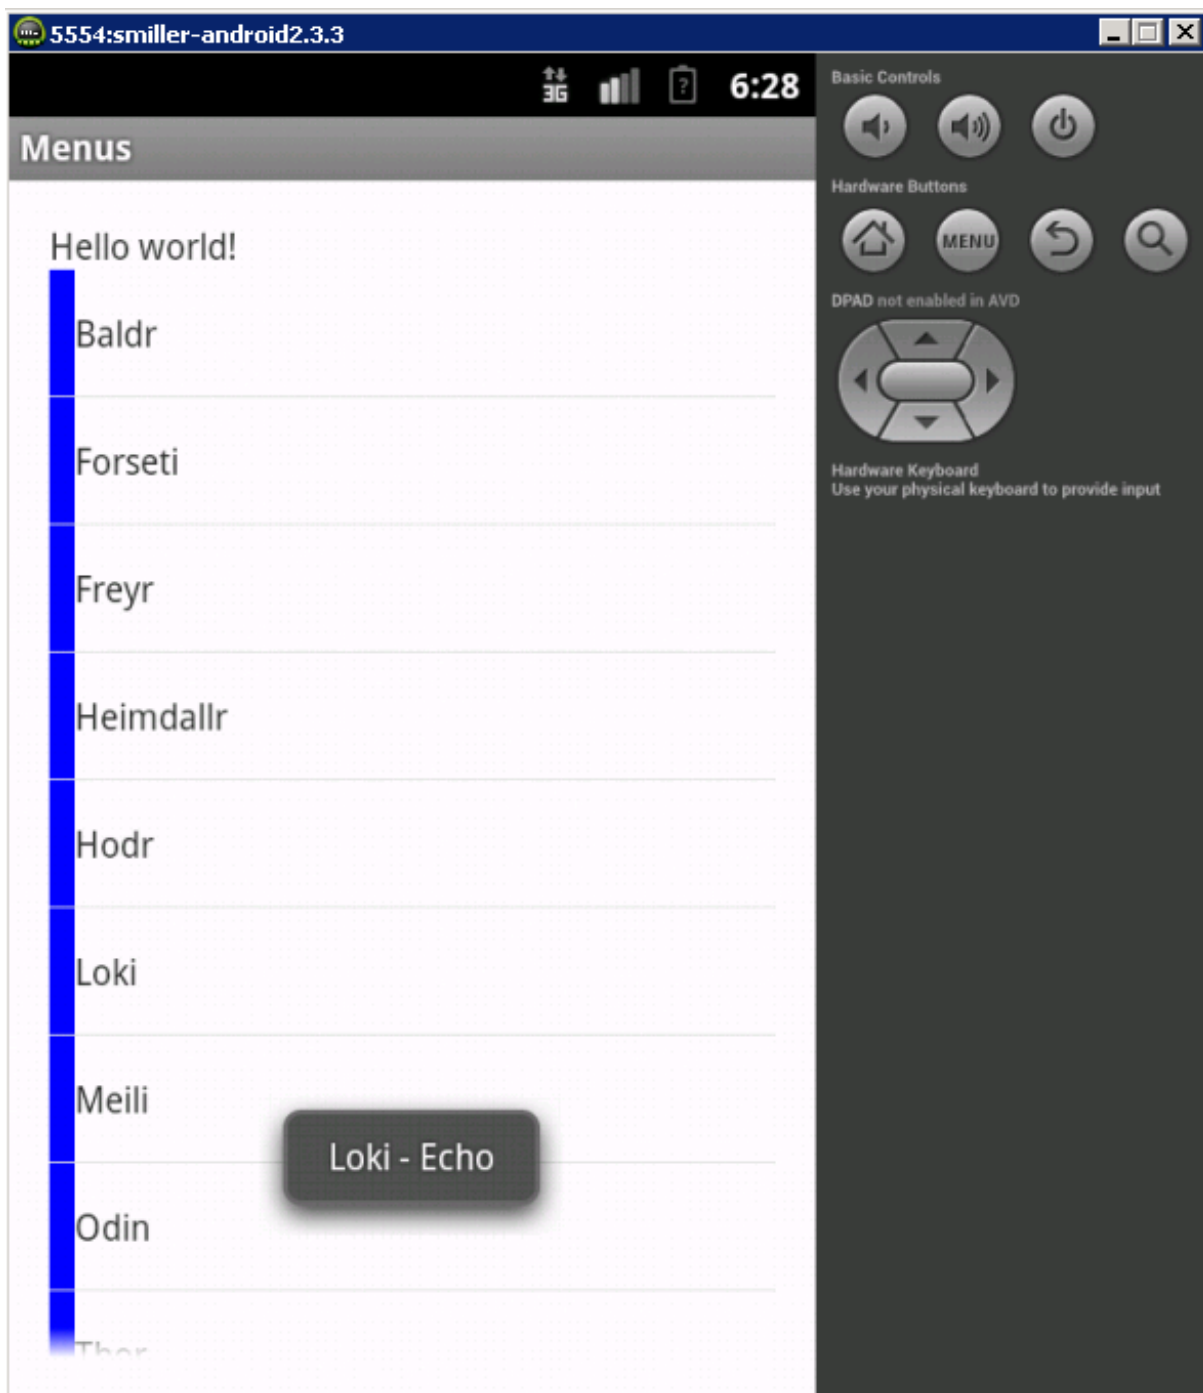 5554:smiller-android2.3.3
3G
?
6:28
Menus
Hello world!
Baldr
Forseti
Freyr
Heimdallr
Hodr
Loki
Meili
Loki - Echo
Odin
Thor
Basic Controls
Hardware Buttons
MENU
DPAD not enabled in AVD
Hardware Keyboard
Use your physical keyboard to provide input